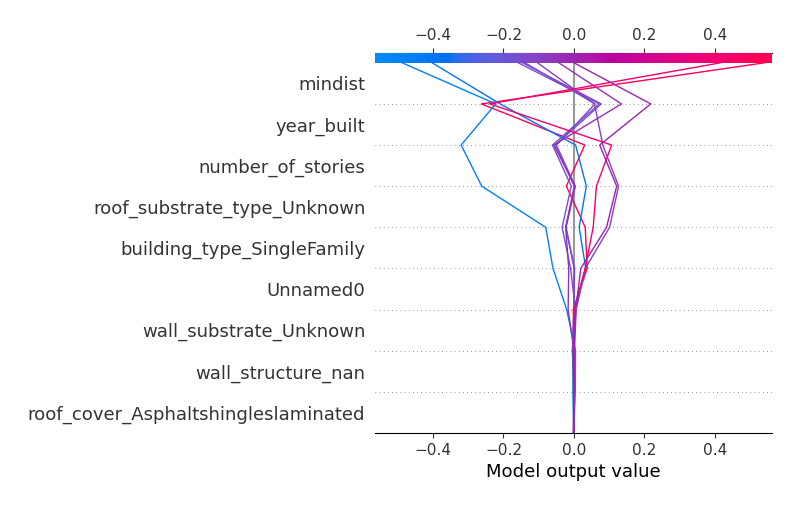 −0.4 −0.2 0.0 0.2 0.4
mindist
year_built
number_of_stories
roof_substrate_type_Unknown
building_type_SingleFamily
Unnamed0
wall_substrate_Unknown
wall_structure_nan
roof_cover_Asphaltshingleslaminated
−0.4 −0.2 0.0 0.2 0.4
Model output value